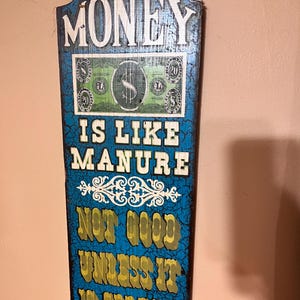 MONEY
IS LIKE
MANURE
NOT GOOD
UNLESS IT